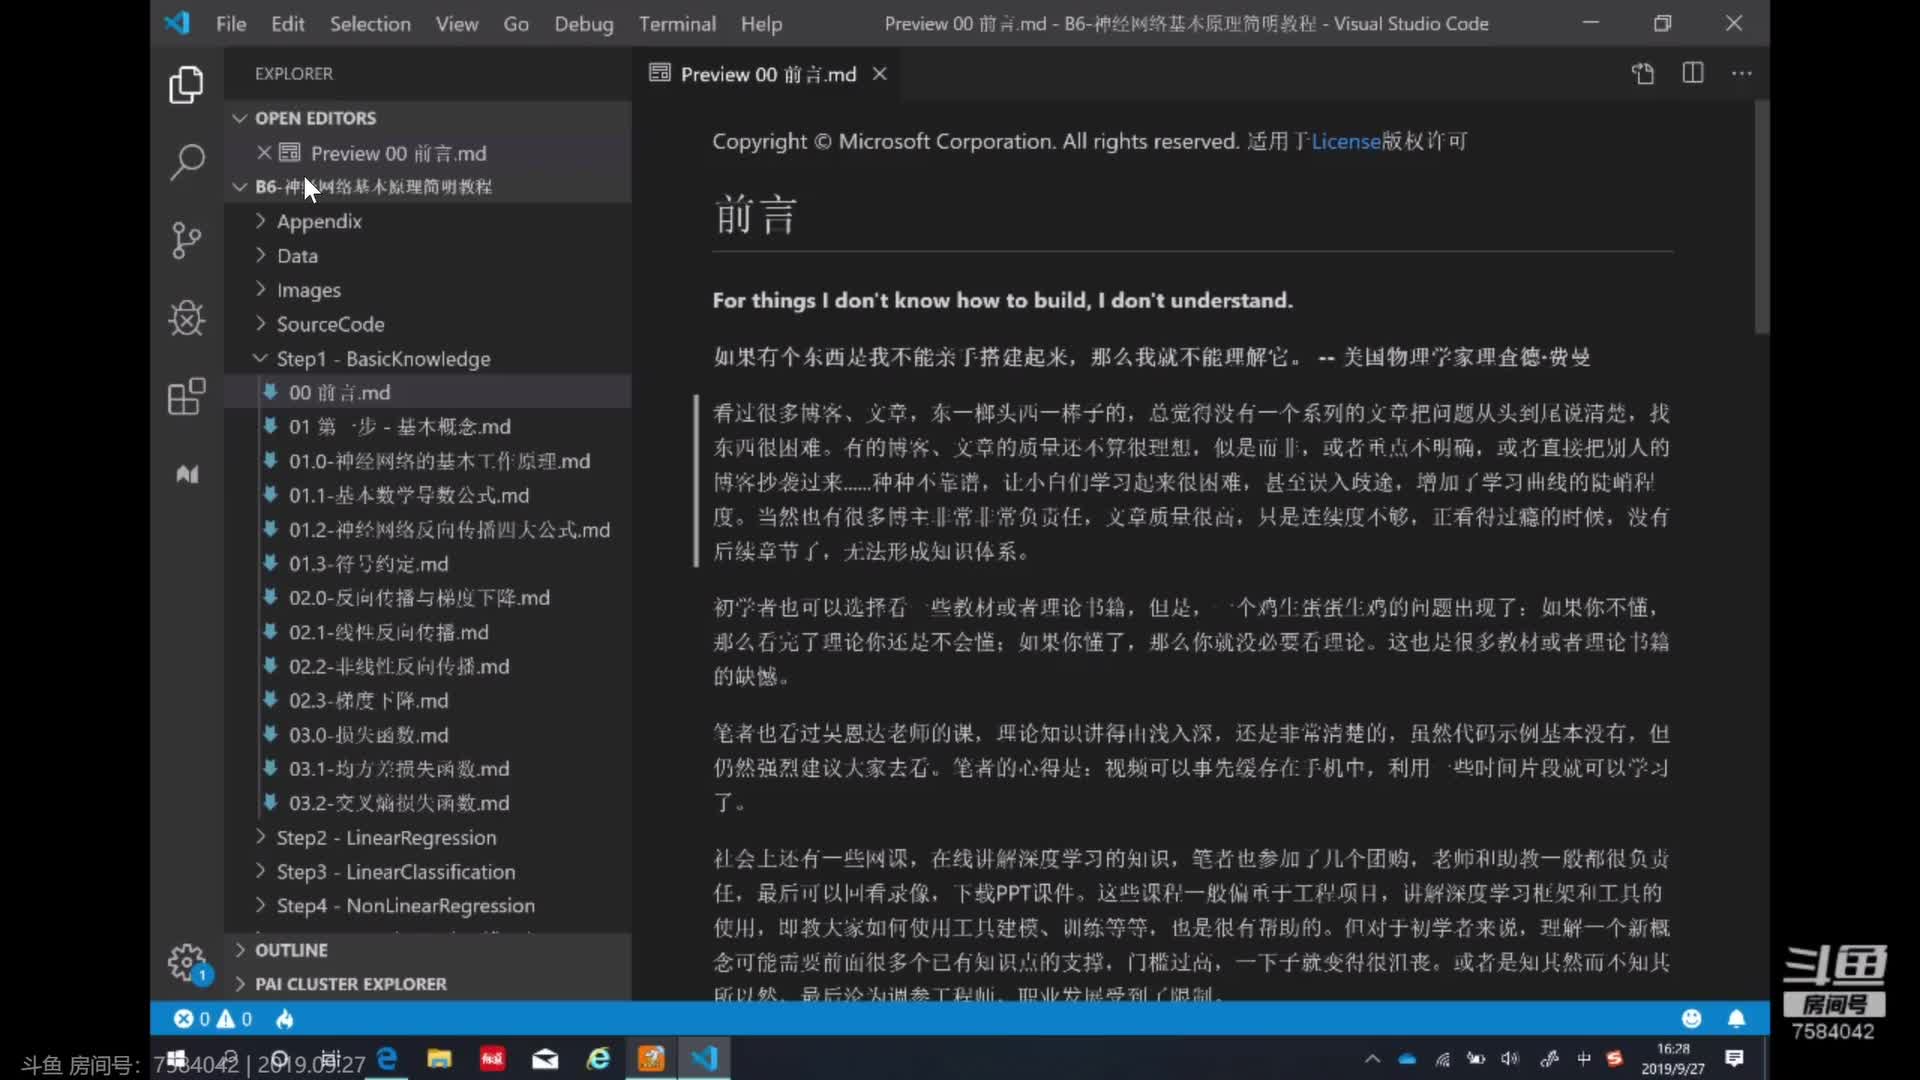 File Edit Selection View Go Debug Terminal Help
Preview 00 前言.md - B6-神经网络基本原理简明教程 - Visual Studio Code
EXPLORER
OPEN EDITORS
Preview 00 前言.md
B6-神经网络基本原理简明教程
Appendix
Data
Images
SourceCode
Step1 - BasicKnowledge
00 前言.md
01 第一步 - 基本概念.md
01.0-神经网络的基本工作原理.md
01.1-基本数学导数公式.md
01.2-神经网络反向传播四大公式.md
01.3-符号约定.md
02.0-反向传播与梯度下降.md
02.1-线性反向传播.md
02.2-非线性反向传播.md
02.3-梯度下降.md
03.0-损失函数.md
03.1-均方差损失函数.md
03.2-交叉熵损失函数.md
Step2 - LinearRegression
Step3 - LinearClassification
Step4 - NonLinearRegression
OUTLINE
PAI CLUSTER EXPLORER
Preview 00 前言.md
Copyright © Microsoft Corporation. All rights reserved. 适用于License版权许可
前言
For things I don't know how to build, I don't understand.
如果有个东西是我不能亲手搭建起来，那么我就不能理解它。 -- 美国物理学家理查德·费曼
看过很多博客、文章，东一榔头西一棒子的，总觉得没有一个系列的文章把问题从头到尾说清楚，找
东西很困难。有的博客、文章的质量还不算很理想，似是而非，或者重点不明确，或者直接把别人的
博客抄袭过来......种种不靠谱，让小白们学习起来很困难，甚至误入歧途，增加了学习曲线的陡峭程
度。当然也有很多博主非常非常负责任，文章质量很高，只是连续度不够，正看得过瘾的时候，没有
后续章节了，无法形成知识体系。
初学者也可以选择看一些教材或者理论书籍，但是，一个鸡生蛋蛋生鸡的问题出现了：如果你不懂，
那么看完了理论你还是不会懂；如果你懂了，那么你就没必要看理论。这也是很多教材或者理论书籍
的缺憾。
笔者也看过吴恩达老师的课，理论知识讲得由浅入深，还是非常清楚的，虽然代码示例基本没有，但
仍然强烈建议大家去看。笔者的心得是：视频可以事先缓存在手机中，利用一些时间片段就可以学习
了。
社会上还有一些网课，在线讲解深度学习的知识，笔者也参加了几个团购，老师和助教一般都很负责
任，最后可以回看录像，下载PPT课件。这些课程一般偏重于工程项目，讲解深度学习框架和工具的
使用，即教大家如何使用工具建模、训练等等，也是很有帮助的。但对于初学者来说，理解一个新概
念可能需要前面很多个已有知识点的支撑，门槛过高，一下子就变得很沮丧。或者是知其然而不知其
所以然，最后沦为调参工程师，职业发展受到了限制。
1
0 0
斗鱼
房间号
7584042
斗鱼 房间号: 7584042 | 2019.09.27
中
16:28
2019/9/27